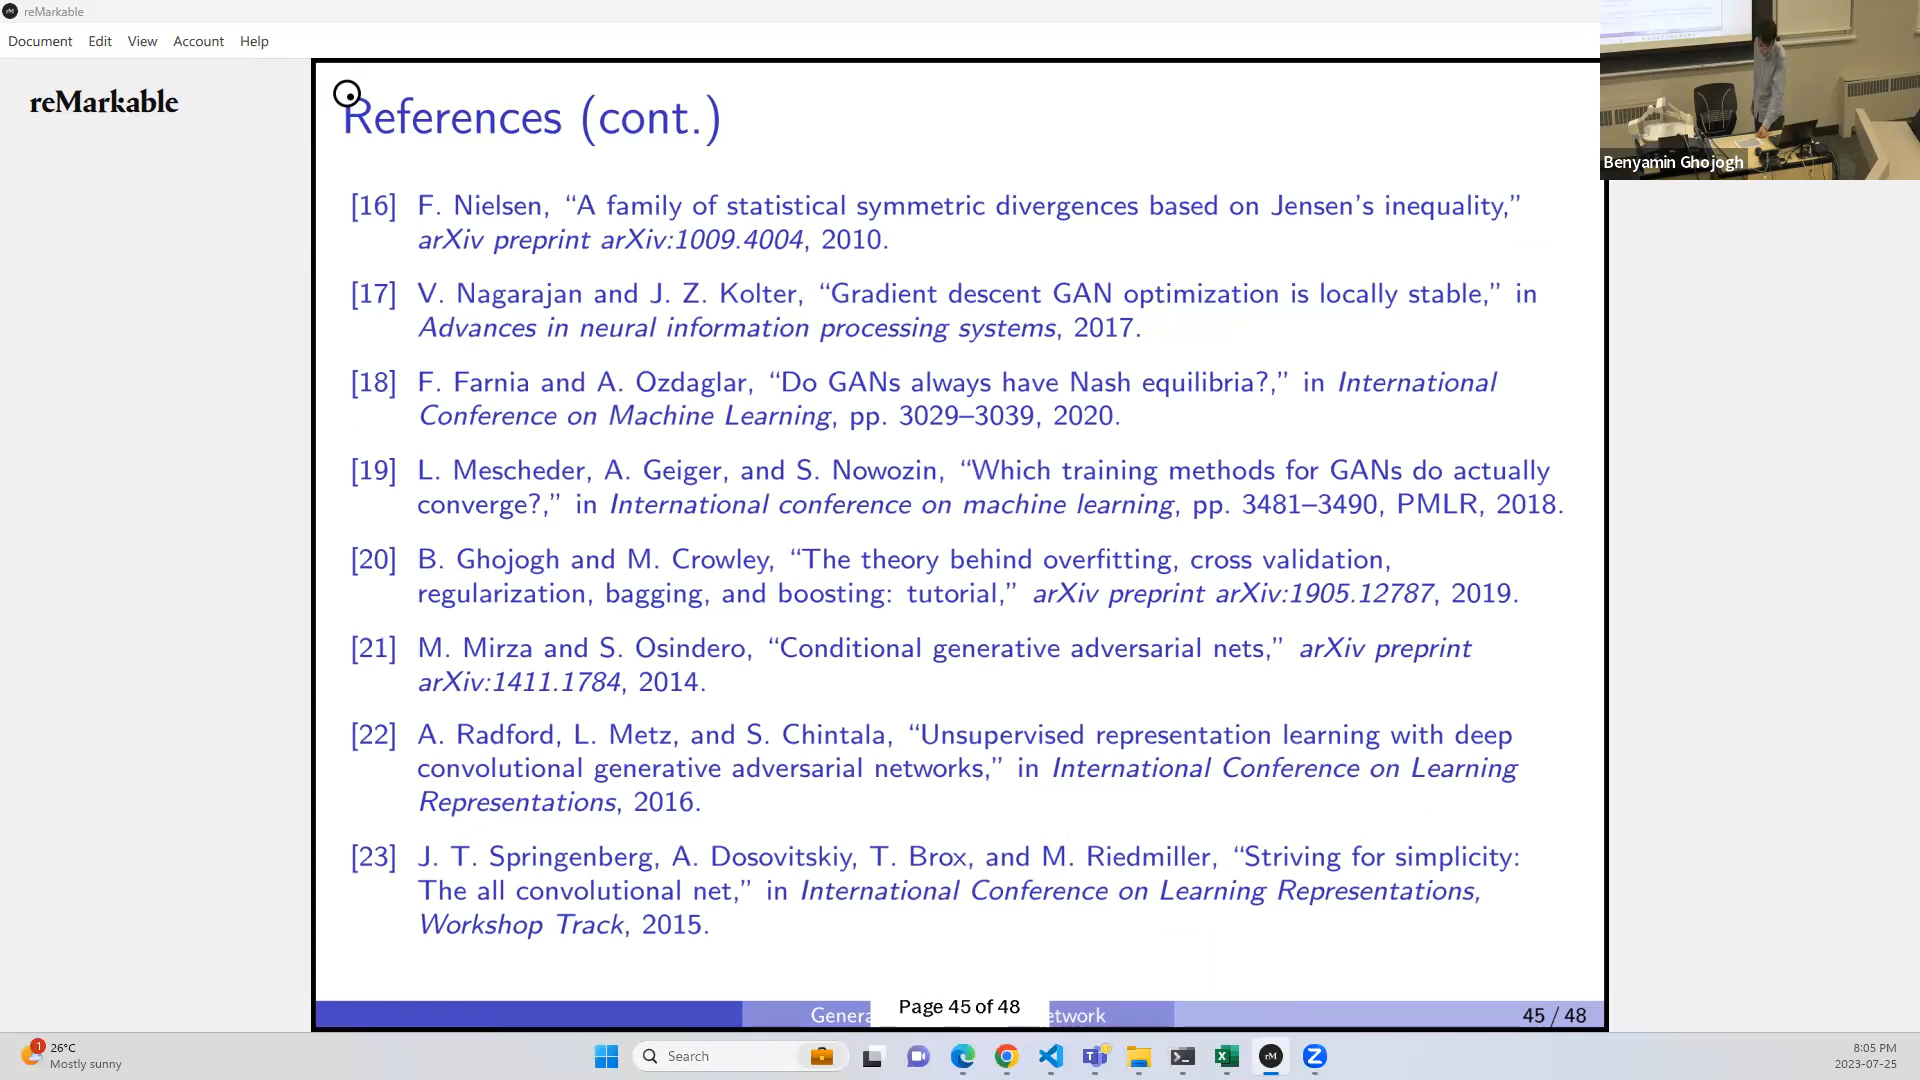 reMarkable
Document Edit View Account Help
reMarkable
Benyamin Ghojogh
References (cont.)
[16] F. Nielsen, “A family of statistical symmetric divergences based on Jensen’s inequality,”
arXiv preprint arXiv:1009.4004, 2010.
[17] V. Nagarajan and J. Z. Kolter, “Gradient descent GAN optimization is locally stable,” in
Advances in neural information processing systems, 2017.
[18] F. Farnia and A. Ozdaglar, “Do GANs always have Nash equilibria?,” in International
Conference on Machine Learning, pp. 3029–3039, 2020.
[19] L. Mescheder, A. Geiger, and S. Nowozin, “Which training methods for GANs do actually
converge?,” in International conference on machine learning, pp. 3481–3490, PMLR, 2018.
[20] B. Ghojogh and M. Crowley, “The theory behind overfitting, cross validation,
regularization, bagging, and boosting: tutorial,” arXiv preprint arXiv:1905.12787, 2019.
[21] M. Mirza and S. Osindero, “Conditional generative adversarial nets,” arXiv preprint
arXiv:1411.1784, 2014.
[22] A. Radford, L. Metz, and S. Chintala, “Unsupervised representation learning with deep
convolutional generative adversarial networks,” in International Conference on Learning
Representations, 2016.
[23] J. T. Springenberg, A. Dosovitskiy, T. Brox, and M. Riedmiller, “Striving for simplicity:
The all convolutional net,” in International Conference on Learning Representations,
Workshop Track, 2015.
Genera Page 45 of 48 etwork 45 / 48
1 26°C
Mostly sunny
Search
8:05 PM
2023-07-25